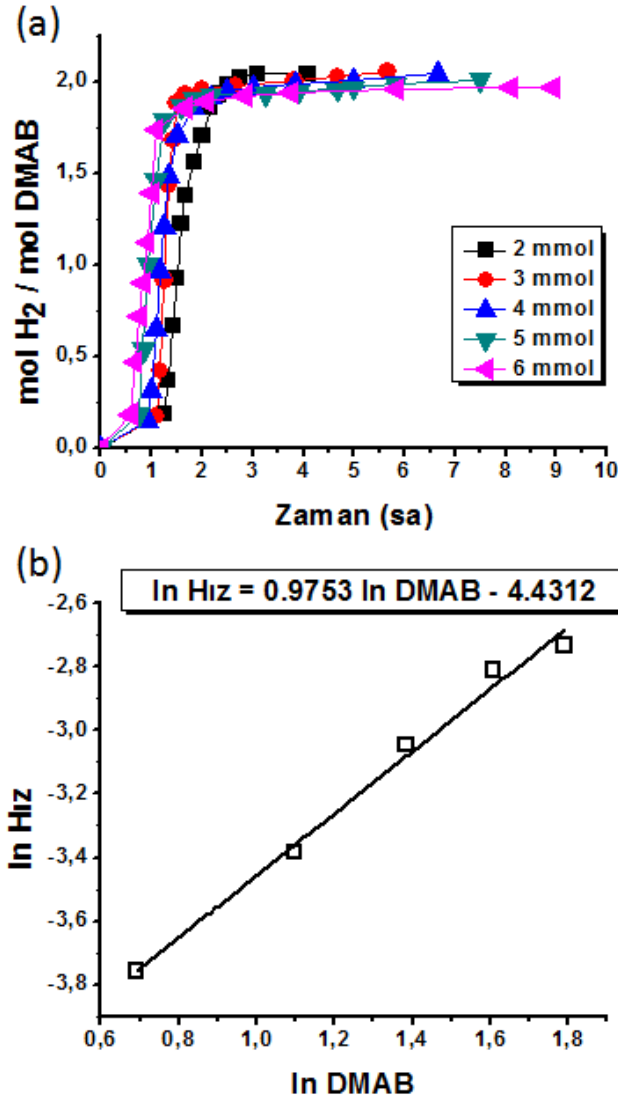 (a)
mol H2 / mol DMAB
2,0
1,5
1,0
0,5
0,0
0 1 2 3 4 5 6 7 8 9 10
Zaman (sa)
2 mmol
3 mmol
4 mmol
5 mmol
6 mmol
(b)
ln Hız = 0.9753 ln DMAB - 4.4312
ln Hız
-2,6
-2,8
-3,0
-3,2
-3,4
-3,6
-3,8
0,6 0,8 1,0 1,2 1,4 1,6 1,8
ln DMAB